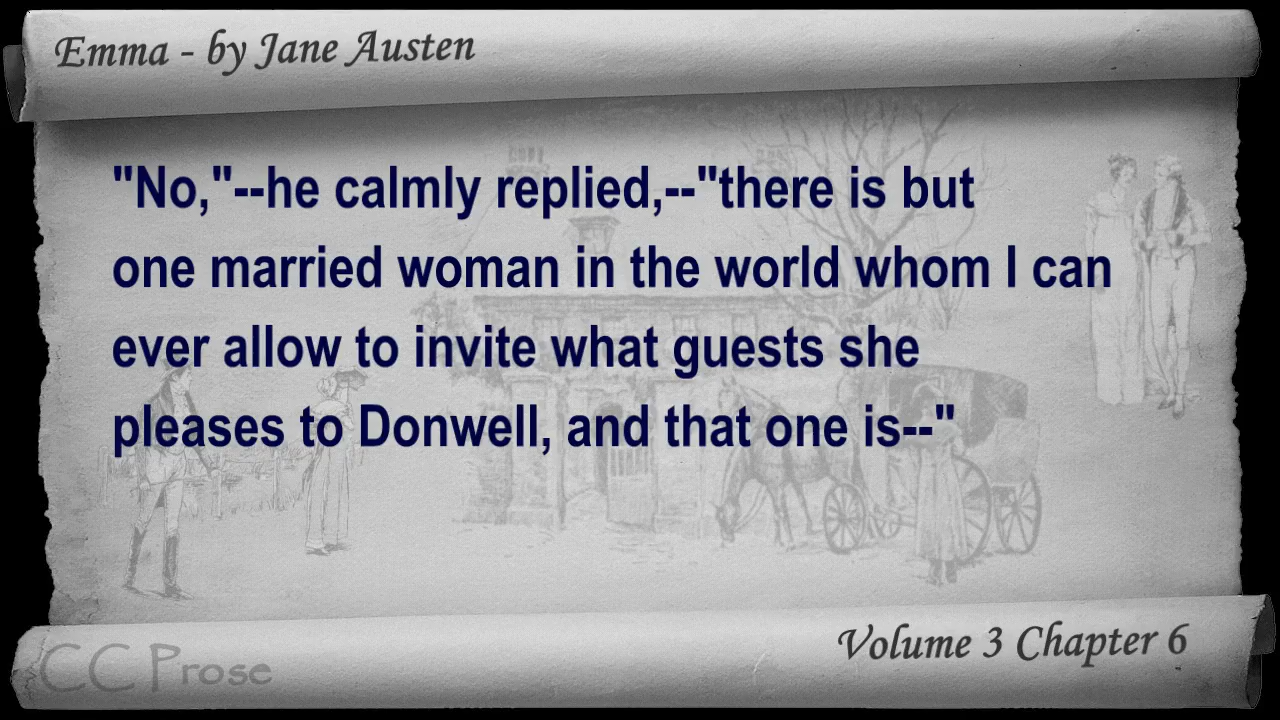 Emma - by Jane Austen
"No,"--he calmly replied,--"there is but
one married woman in the world whom I can
ever allow to invite what guests she
pleases to Donwell, and that one is--"
Volume 3 Chapter 6
CC Prose